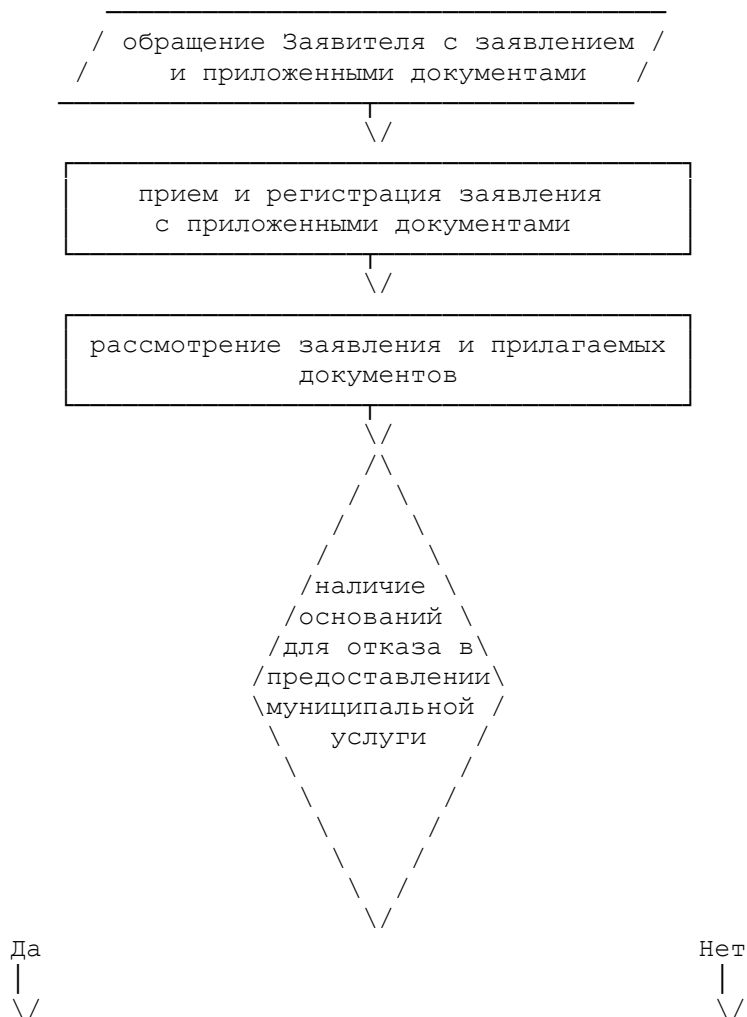 обращение Заявителя с заявлением
и приложенными документами
прием и регистрация заявления
с приложенными документами
рассмотрение заявления и прилагаемых
документов
наличие
оснований
для отказа в
предоставлении
муниципальной
услуги
Да Нет